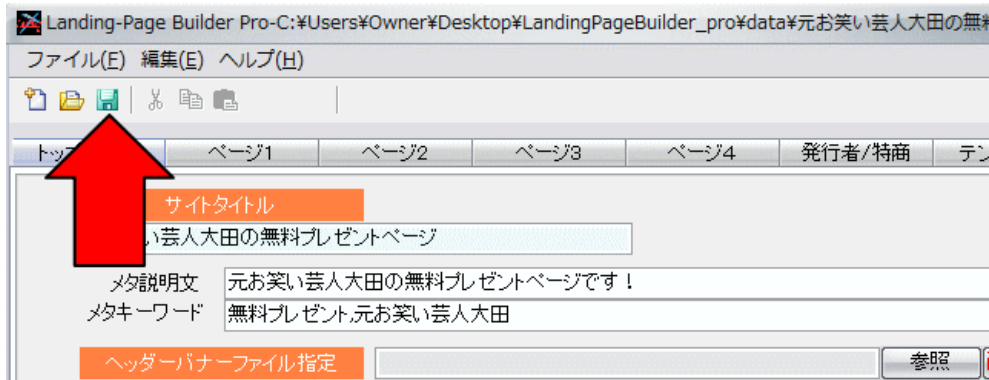 Landing-Page Builder Pro-C:¥Users¥Owner¥Desktop¥LandingPageBuilder_pro¥data¥元お笑い芸人大田の無
ファイル(F) 編集(E) ヘルプ(H)
トッ ページ1 ページ2 ページ3 ページ4 発行者/特商 テン
サイトタイトル
い芸人大田の無料プレゼントページ
メタ説明文 元お笑い芸人大田の無料プレゼントページです!
メタキーワード 無料プレゼント,元お笑い芸人大田
ヘッダーバナーファイル指定 参照